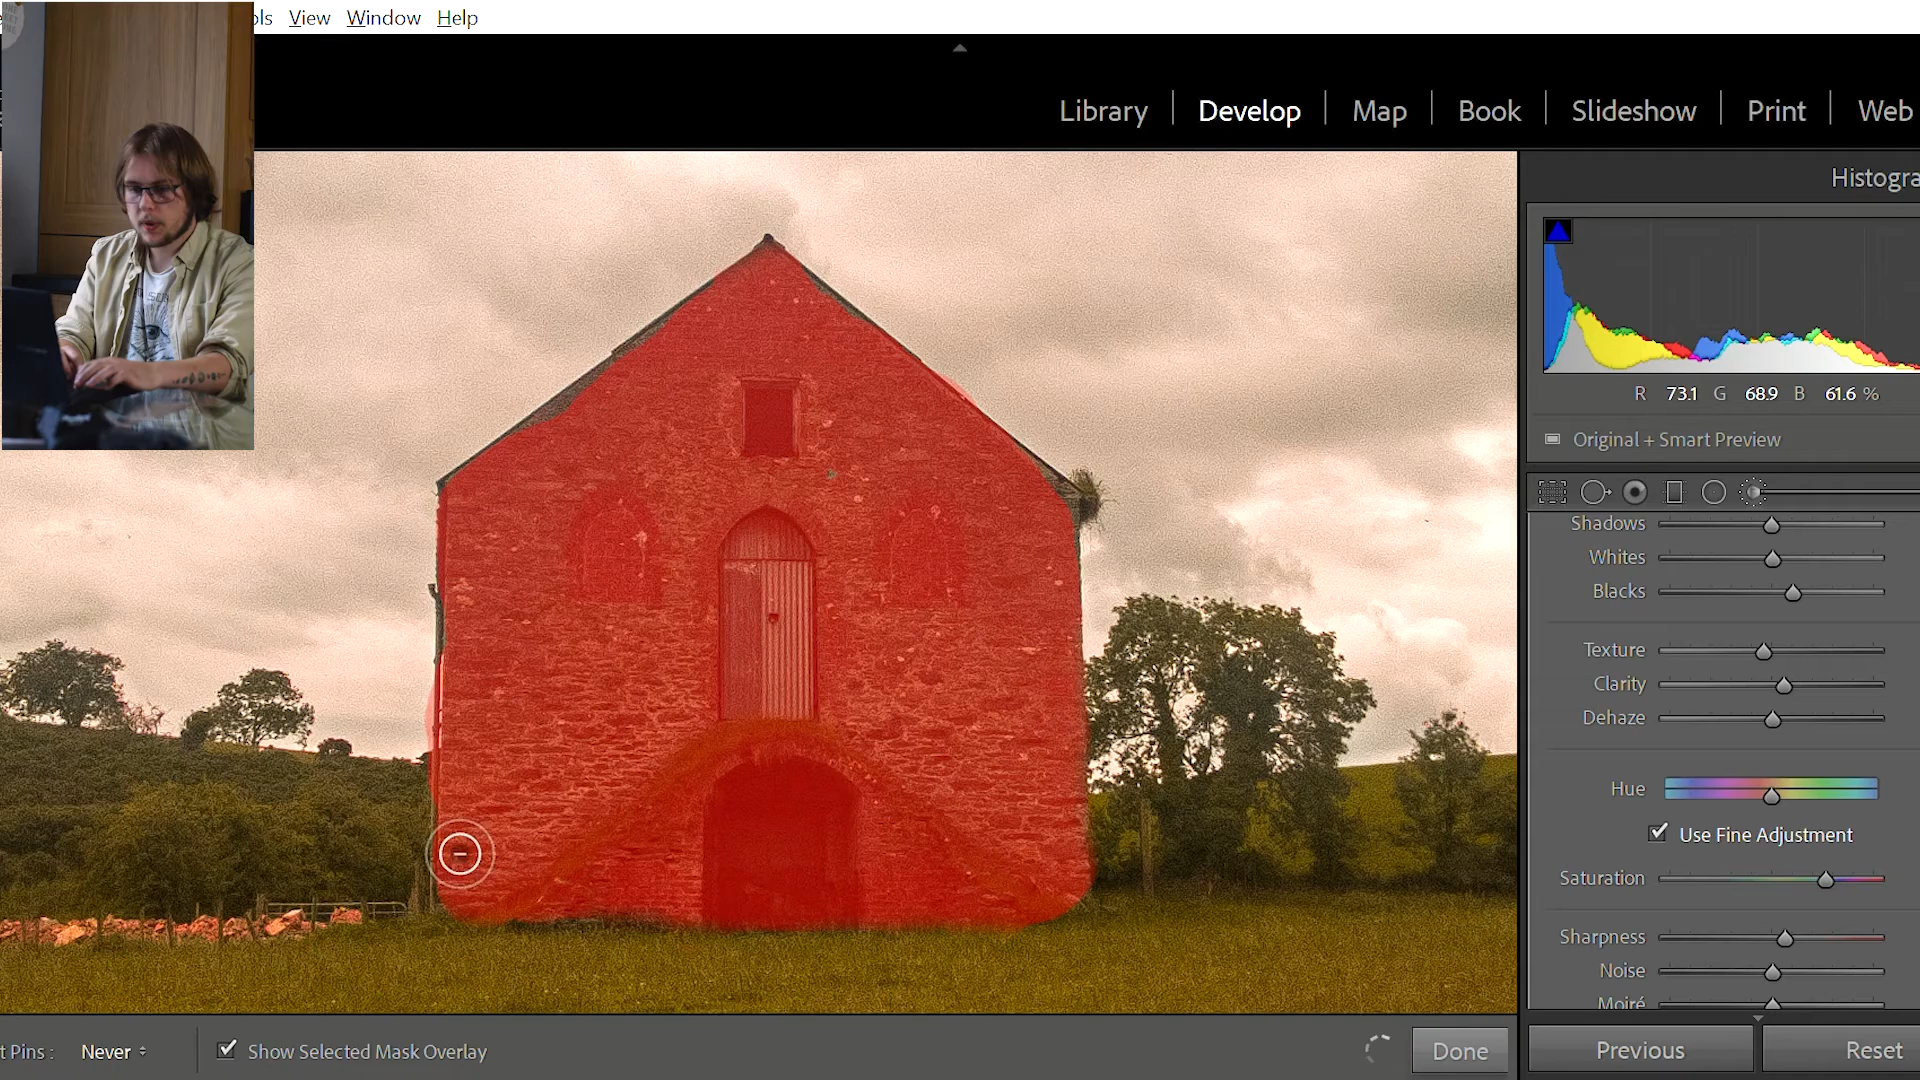 ols View Window Help
Library Develop Map Book Slideshow Print Web
Histogra
R 73.1 G 68.9 B 61.6 %
Original + Smart Preview
Shadows
Whites
Blacks
Texture
Clarity
Dehaze
Hue
Use Fine Adjustment
Saturation
Sharpness
Noise
Moiré
t Pins : Never
Show Selected Mask Overlay
Done
Previous
Reset